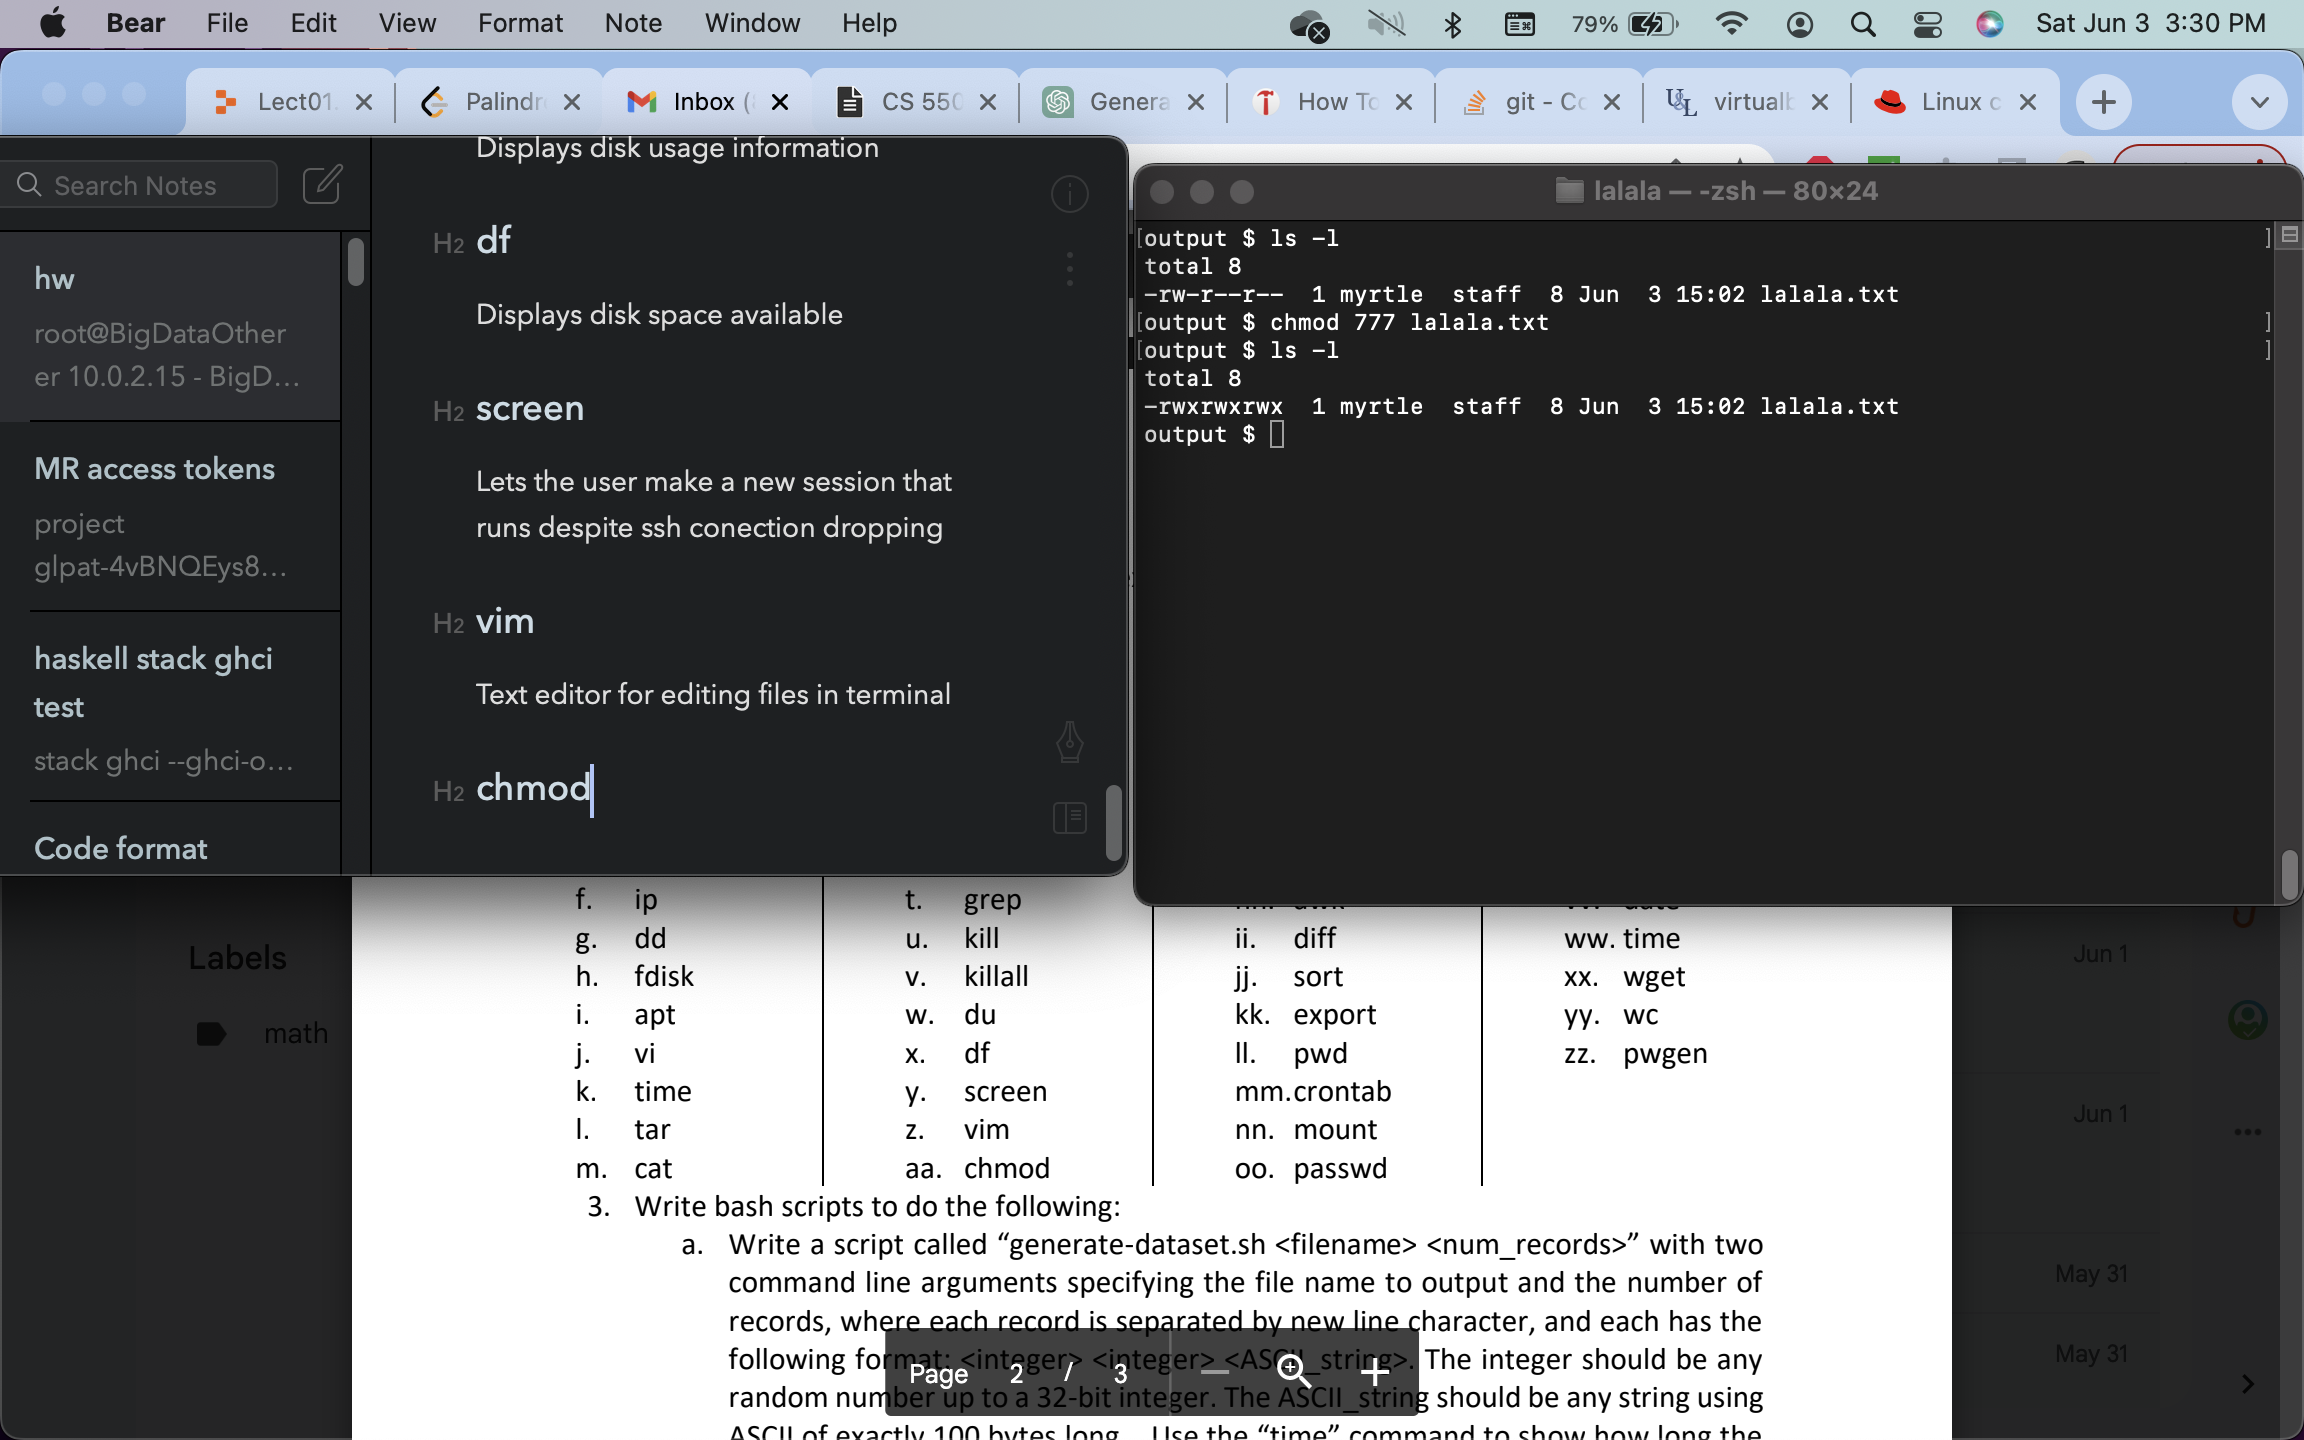 Bear File Edit View Format Note Window Help 79% Sat Jun 3 3:30 PM
Lect01. Palindr Inbox ( CS 550 Genera How To git - Co virtualb Linux c
Search Notes
hw
root@BigDataOther
er 10.0.2.15 - BigD...
MR access tokens
project
glpat-4vBNQEys8...
haskell stack ghci
test
stack ghci --ghci-o...
Code format
Displays disk usage information
H2 df
Displays disk space available
H2 screen
Lets the user make a new session that
runs despite ssh conection dropping
H2 vim
Text editor for editing files in terminal
H2 chmod
lalala — -zsh — 80×24
[output $ ls -l ]
total 8
-rw-r--r--  1 myrtle  staff  8 Jun  3 15:02 lalala.txt
[output $ chmod 777 lalala.txt ]
[output $ ls -l ]
total 8
-rwxrwxrwx  1 myrtle  staff  8 Jun  3 15:02 lalala.txt
output $
Labels
math
f. ip
g. dd
h. fdisk
i. apt
j. vi
k. time
l. tar
m. cat
t. grep
u. kill
v. killall
w. du
x. df
y. screen
z. vim
aa. chmod
ii. diff
jj. sort
kk. export
ll. pwd
mm. crontab
nn. mount
oo. passwd
ww. time
xx. wget
yy. wc
zz. pwgen
3. Write bash scripts to do the following:
a. Write a script called “generate-dataset.sh <filename> <num_records>” with two
command line arguments specifying the file name to output and the number of
records, where each record is separated by new line character, and each has the
following format: <integer> <integer> <ASCII_string>. The integer should be any
random number up to a 32-bit integer. The ASCII_string should be any string using
ASCII of exactly 100 bytes long. Use the “time” command to show how long the
Page 2 / 3
Jun 1
Jun 1
May 31
May 31